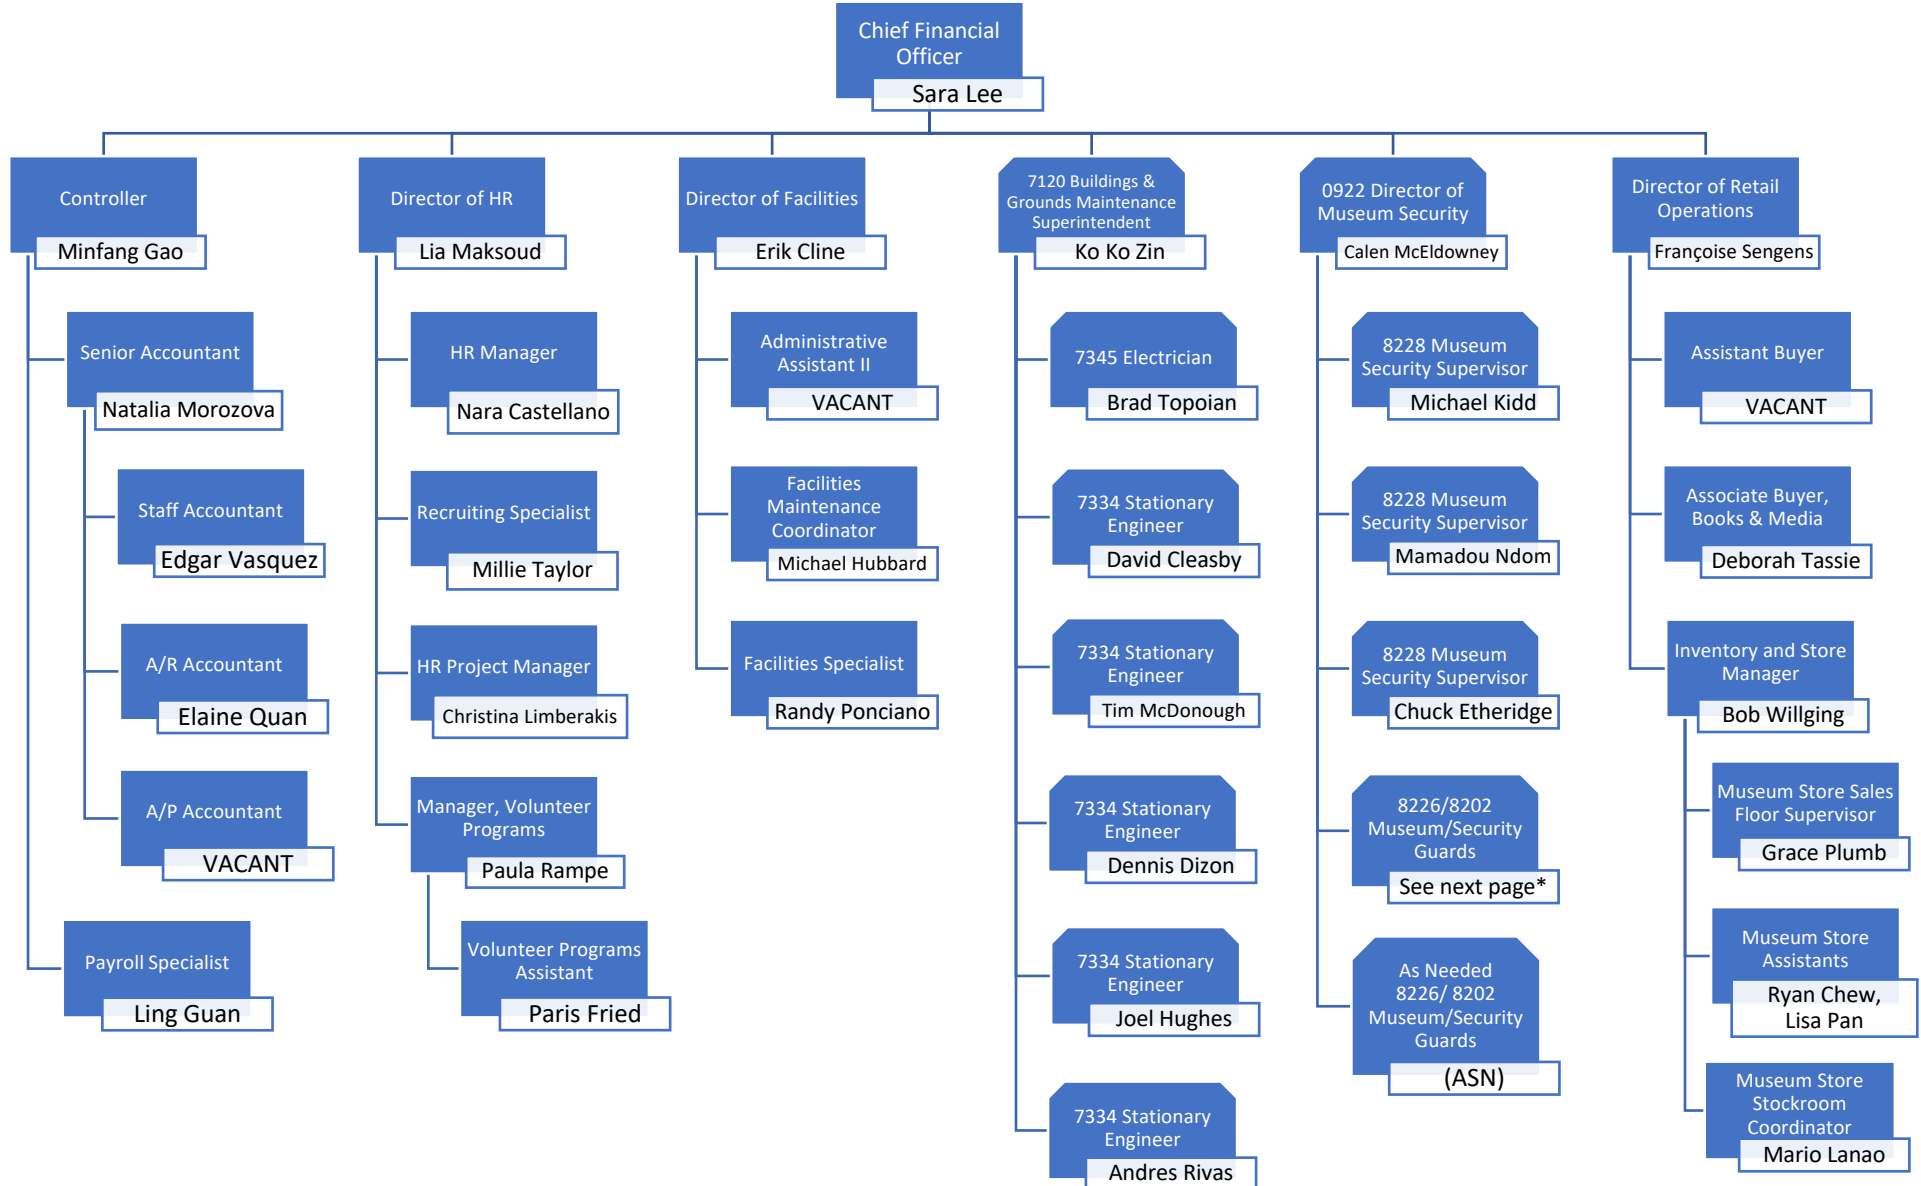 Chief Financial
Officer
Sara Lee
Controller
Minfang Gao
Senior Accountant
Natalia Morozova
Staff Accountant
Edgar Vasquez
A/R Accountant
Elaine Quan
A/P Accountant
VACANT
Payroll Specialist
Ling Guan
Director of HR
Lia Maksoud
HR Manager
Nara Castellano
Recruiting Specialist
Millie Taylor
HR Project Manager
Christina Limberakis
Manager, Volunteer
Programs
Paula Rampe
Volunteer Programs
Assistant
Paris Fried
Director of Facilities
Erik Cline
Administrative
Assistant II
VACANT
Facilities
Maintenance
Coordinator
Michael Hubbard
Facilities Specialist
Randy Ponciano
7120 Buildings &
Grounds Maintenance
Superintendent
Ko Ko Zin
7345 Electrician
Brad Topoian
7334 Stationary
Engineer
David Cleasby
7334 Stationary
Engineer
Tim McDonough
7334 Stationary
Engineer
Dennis Dizon
7334 Stationary
Engineer
Joel Hughes
7334 Stationary
Engineer
Andres Rivas
0922 Director of
Museum Security
Calen McEldowney
8228 Museum
Security Supervisor
Michael Kidd
8228 Museum
Security Supervisor
Mamadou Ndom
8228 Museum
Security Supervisor
Chuck Etheridge
8226/8202
Museum/Security
Guards
See next page*
As Needed
8226/ 8202
Museum/Security
Guards
(ASN)
Director of Retail
Operations
Françoise Sengens
Assistant Buyer
VACANT
Associate Buyer,
Books & Media
Deborah Tassie
Inventory and Store
Manager
Bob Willging
Museum Store Sales
Floor Supervisor
Grace Plumb
Museum Store
Assistants
Ryan Chew,
Lisa Pan
Museum Store
Stockroom
Coordinator
Mario Lanao